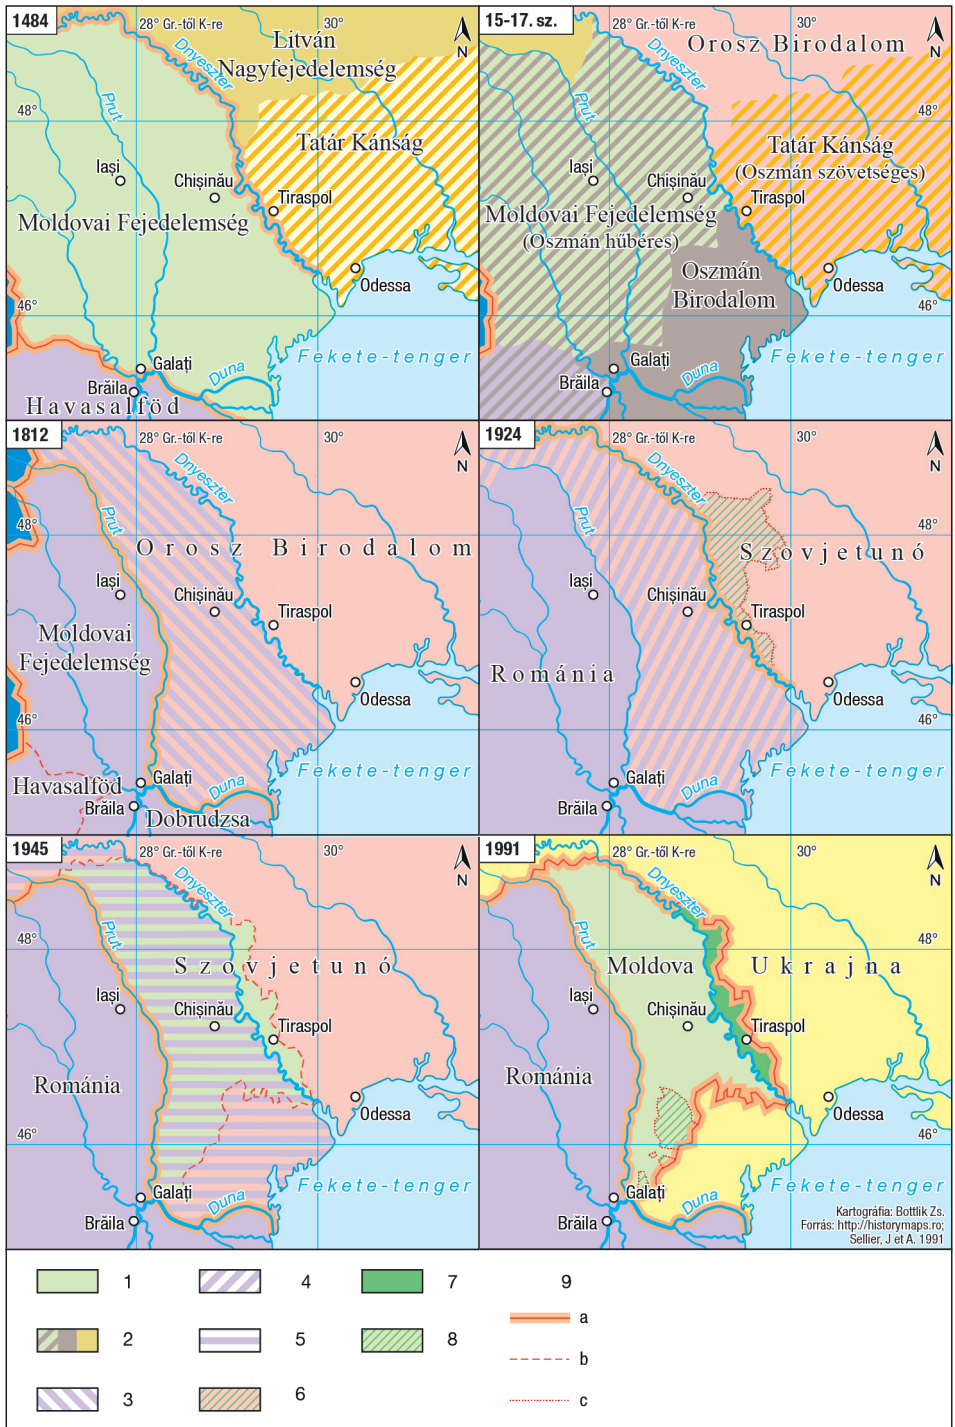 1484
28° Gr.-től K-re
30°
N
Litván
Nagyfejedelemség
Dnyeszter
Prut
48°
Tatár Kánság
Iași
Chișinău
Tiraspol
Moldovai Fejedelemség
Odessa
46°
Galați
Duna
Fekete-tenger
Brăila
Havasalföd
15-17. sz.
28° Gr.-től K-re
30°
N
Orosz Birodalom
Dnyeszter
Prut
48°
Tatár Kánság
(Oszmán szövetséges)
Iași
Chișinău
Tiraspol
Moldovai Fejedelemség
(Oszmán hűbéres)
Oszmán
Birodalom
Odessa
46°
Galați
Duna
Fekete-tenger
Brăila
1812
28° Gr.-től K-re
30°
N
Dnyeszter
Prut
48°
Orosz Birodalom
Iași
Chișinău
Tiraspol
Moldovai
Fejedelemség
Odessa
46°
Fekete-tenger
Havasalföd
Galați
Duna
Brăila
Dobrudzsa
1924
28° Gr.-től K-re
30°
N
Dnyeszter
Prut
48°
Szovjetunó
Iași
Chișinău
Tiraspol
Románia
Odessa
46°
Fekete-tenger
Galați
Duna
Brăila
1945
28° Gr.-től K-re
30°
N
Dnyeszter
Prut
48°
Szovjetunó
Iași
Chișinău
Tiraspol
Románia
Odessa
46°
Fekete-tenger
Galați
Duna
Brăila
1991
28° Gr.-től K-re
30°
N
Dnyeszter
Prut
48°
Moldova
Ukrajna
Iași
Chișinău
Tiraspol
Románia
Odessa
46°
Fekete-tenger
Galați
Duna
Brăila
Kartográfia: Bottlik Zs.
Forrás: http://historymaps.ro;
Sellier, J et A. 1991
1
4
7
9
a
2
5
8
b
3
6
c